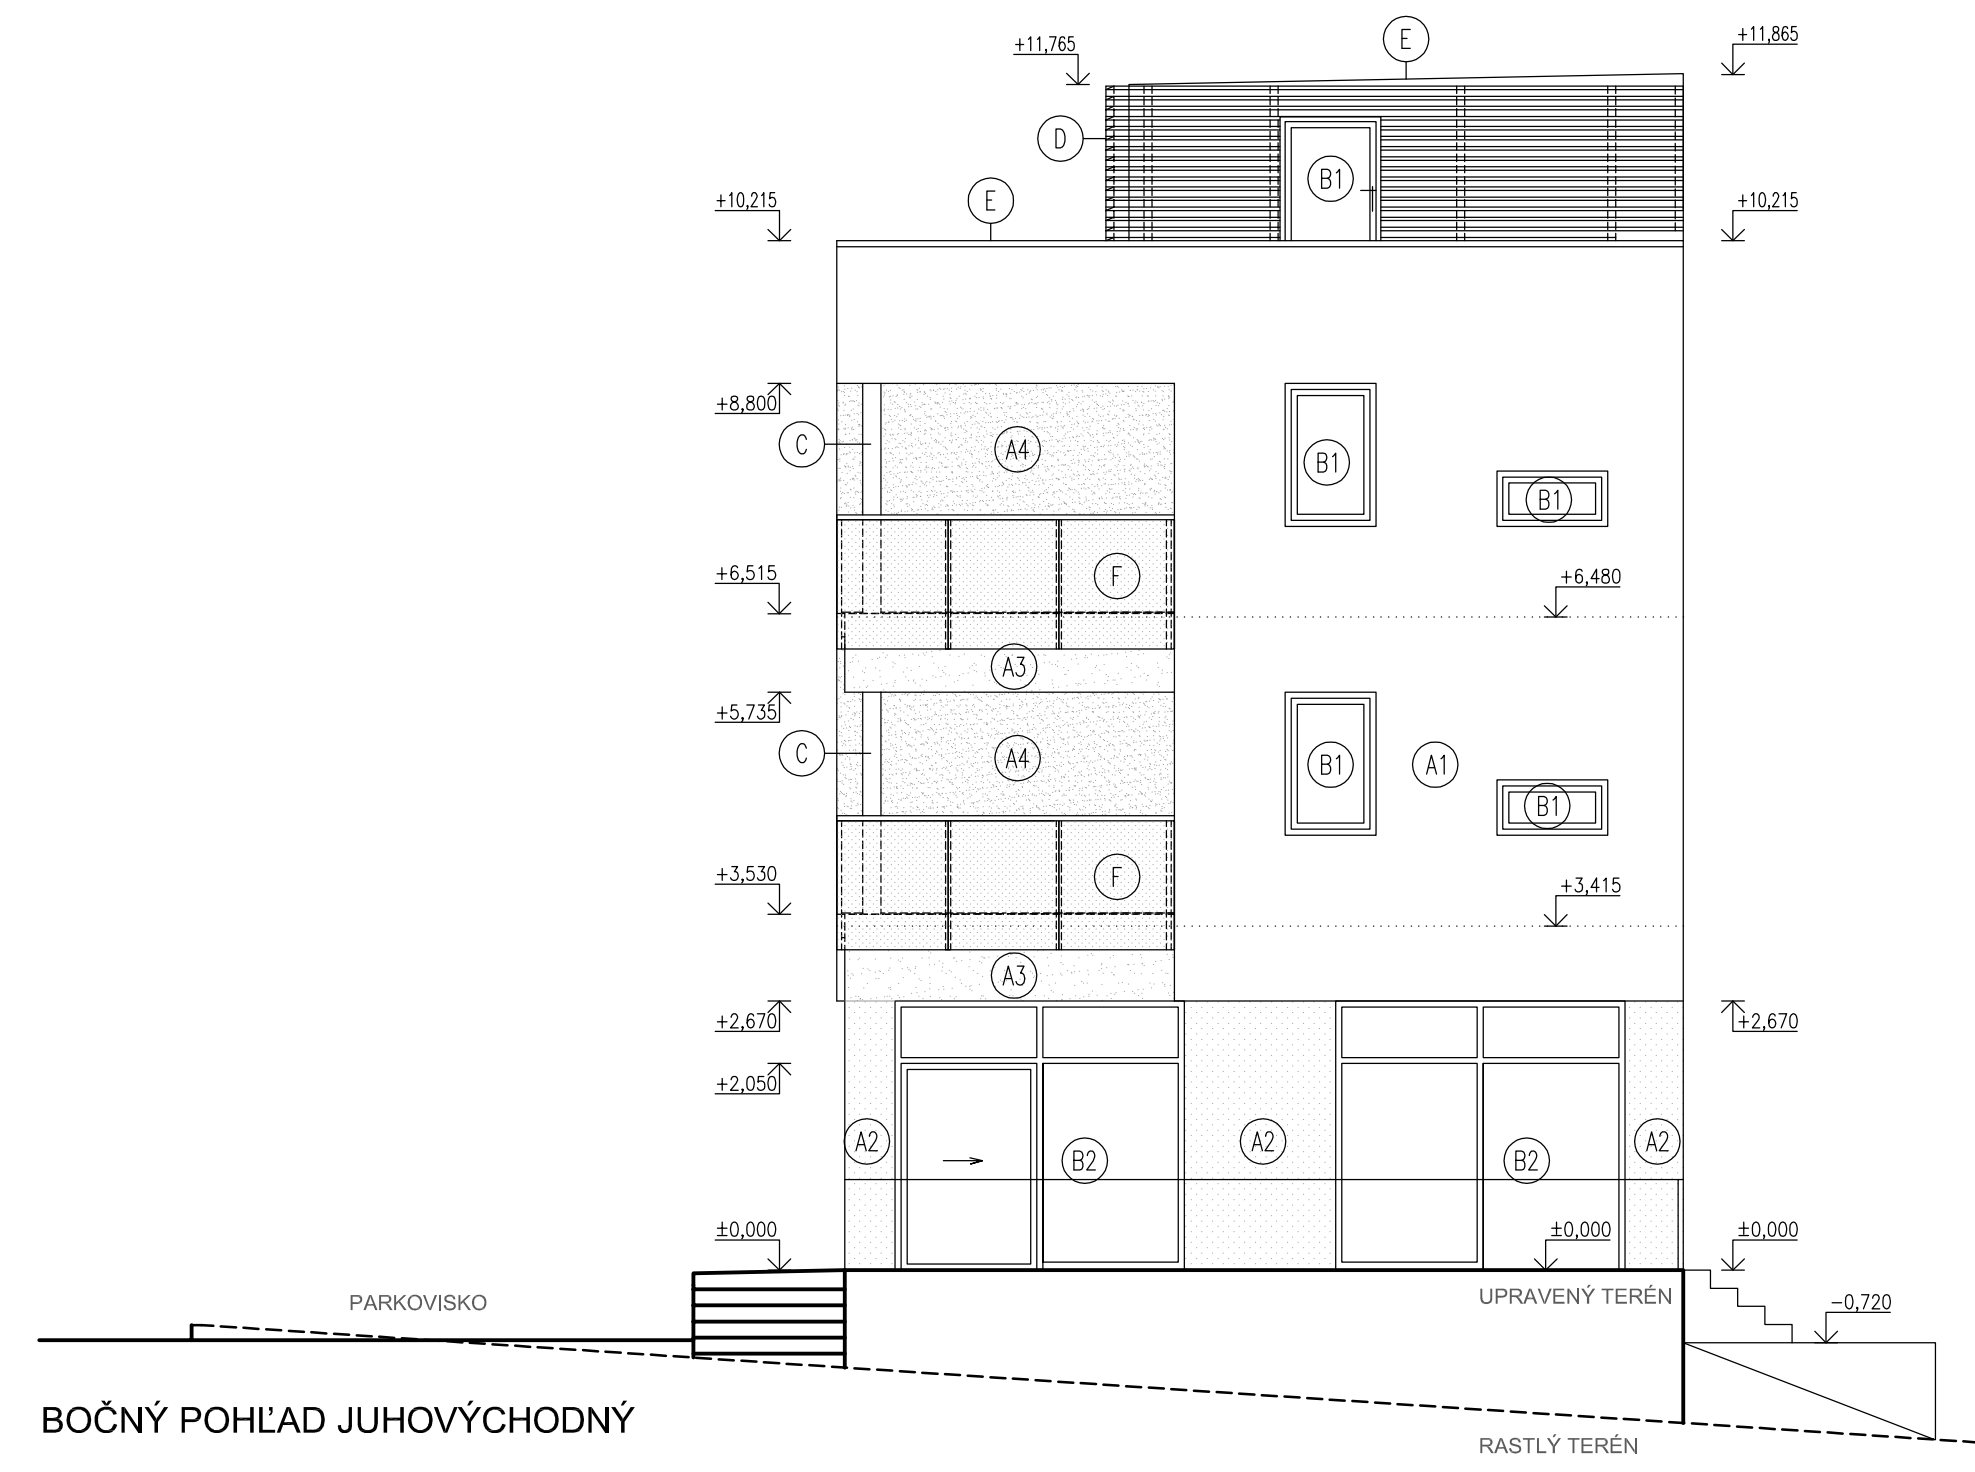 E
+11,765
+11,865
D
B1
+10,215
E
+10,215
+8,800
C
A4
B1
B1
+6,515
F
+6,480
A3
+5,735
C
A4
B1
A1
B1
+3,530
F
+3,415
A3
+2,670
+2,670
+2,050
A2
B2
A2
B2
A2
±0,000
±0,000
±0,000
PARKOVISKO
UPRAVENÝ TERÉN
-0,720
BOČNÝ POHĽAD JUHOVÝCHODNÝ
RASTLÝ TERÉN